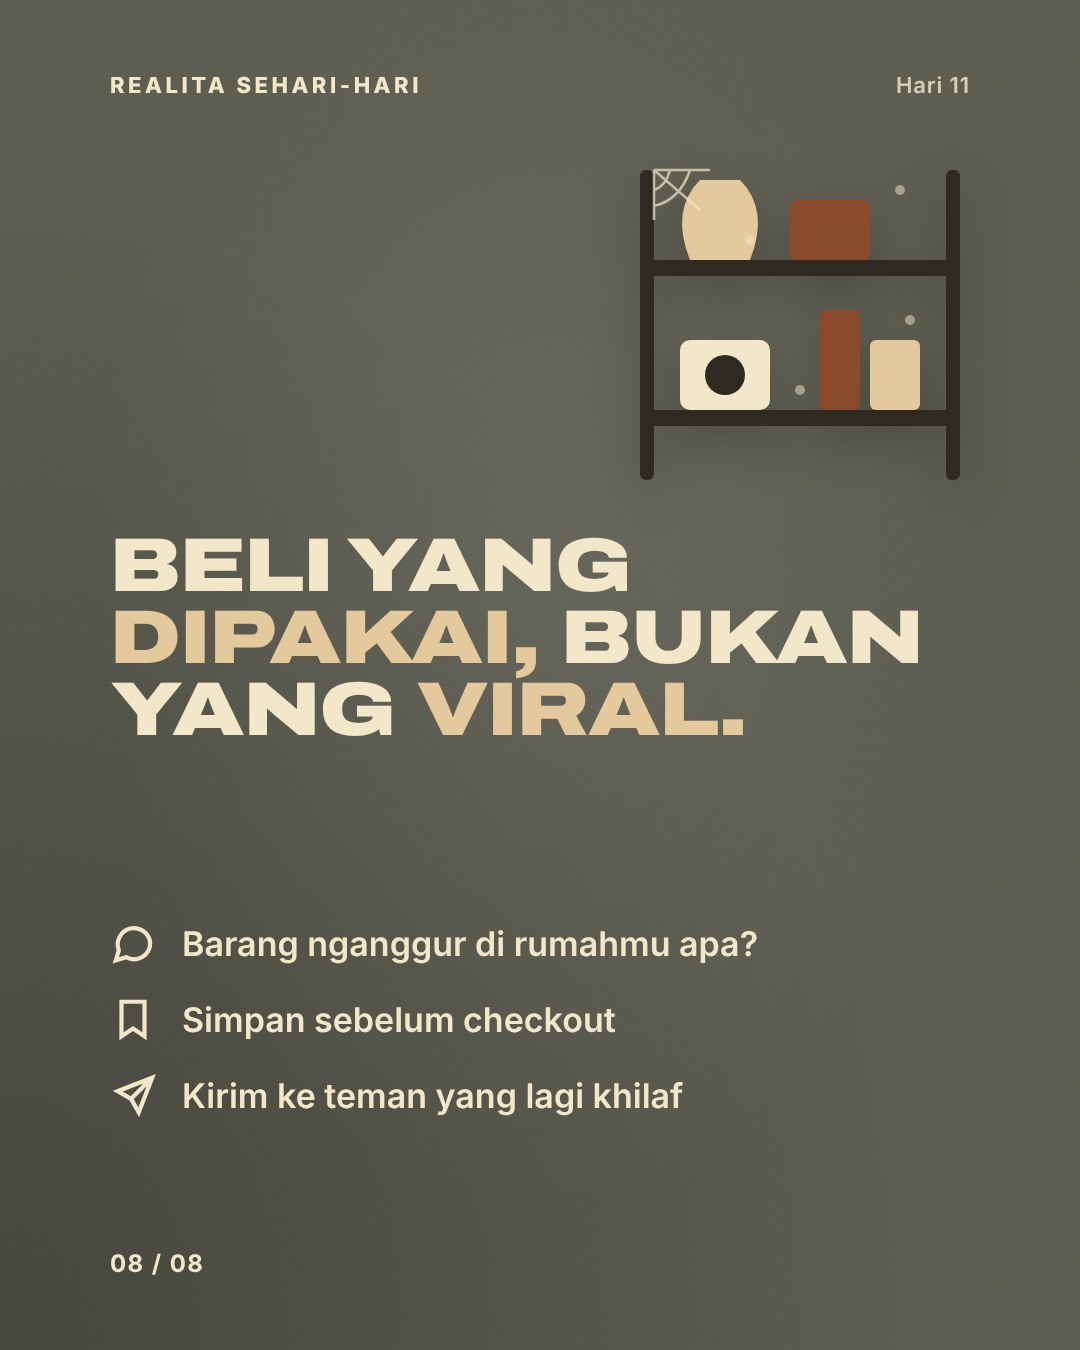 REALITA SEHARI-HARI
Hari 11
BELI YANG
DIPAKAI, BUKAN
YANG VIRAL.
Barang nganggur di rumahmu apa?
Simpan sebelum checkout
Kirim ke teman yang lagi khilaf
08 / 08